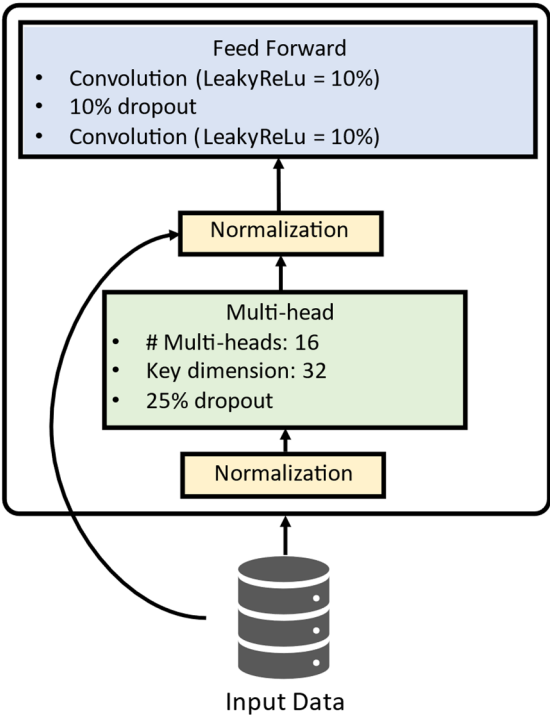 Feed Forward
• Convolution (LeakyReLu = 10%)
• 10% dropout
• Convolution (LeakyReLu = 10%)
Normalization
Multi-head
• # Multi-heads: 16
• Key dimension: 32
• 25% dropout
Normalization
Input Data